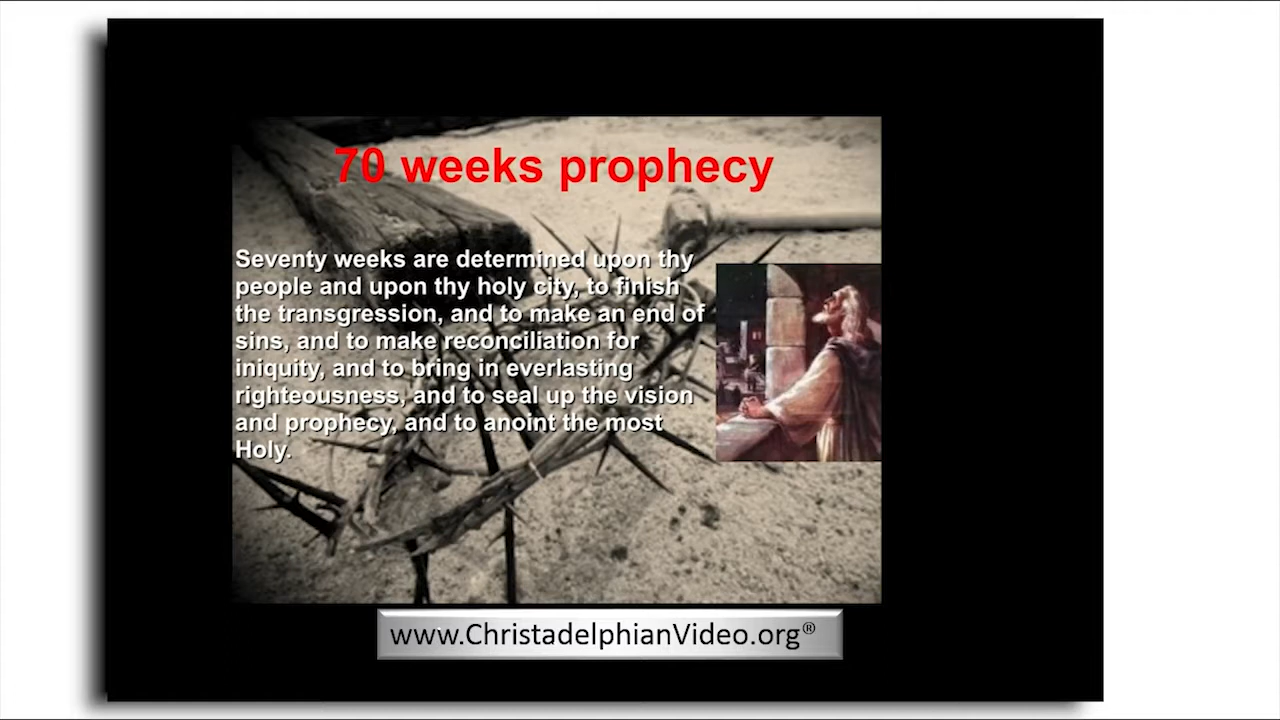 70 weeks prophecy
Seventy weeks are determined upon thy
people and upon thy holy city, to finish
the transgression, and to make an end of
sins, and to make reconciliation for
iniquity, and to bring in everlasting
righteousness, and to seal up the vision
and prophecy, and to anoint the most
Holy.
www.ChristadelphianVideo.org®